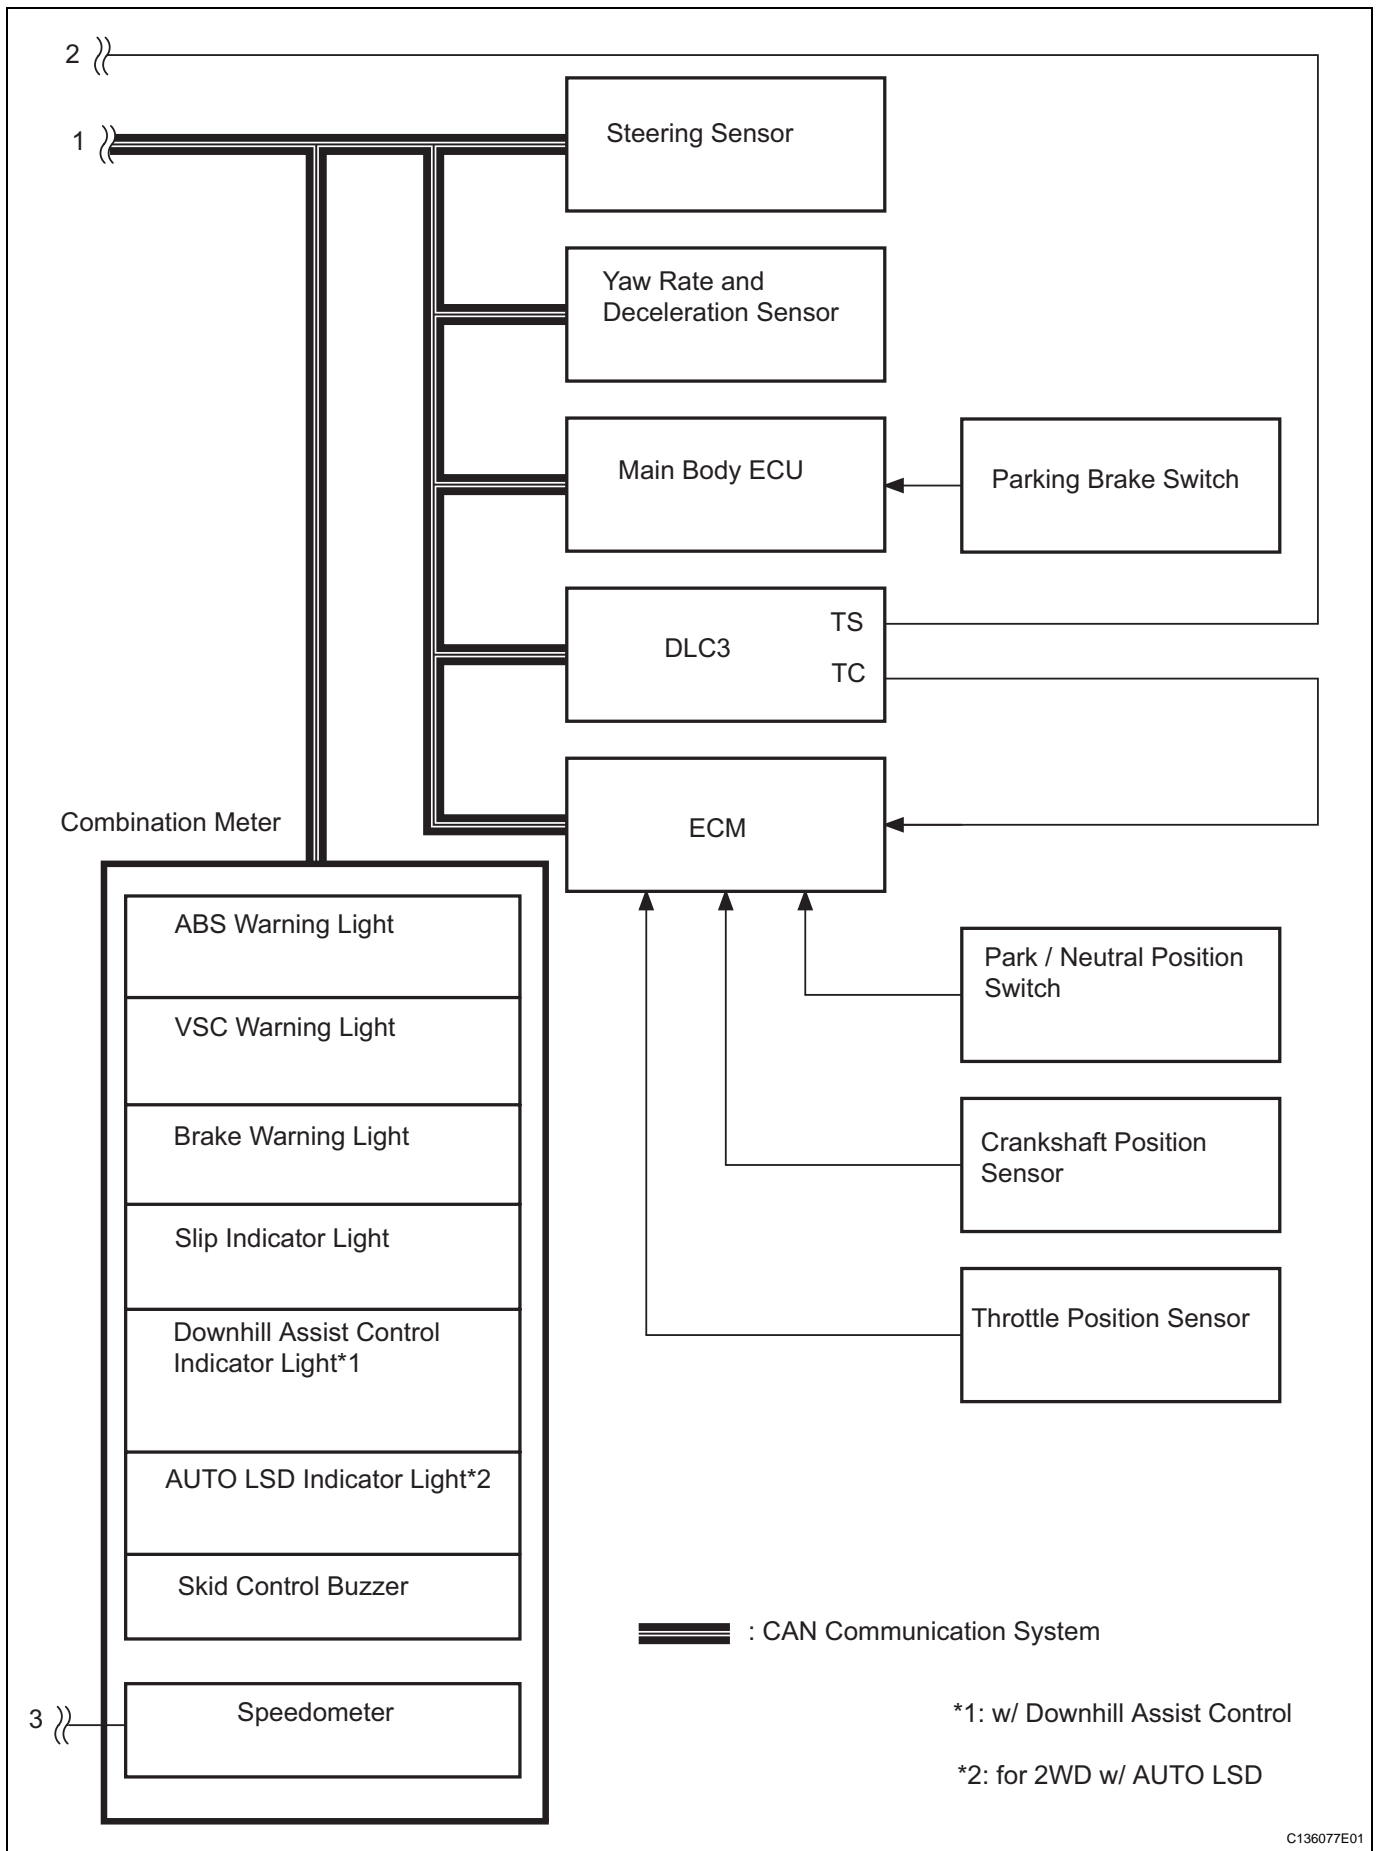 2
1
Steering Sensor
Yaw Rate and
Deceleration Sensor
Main Body ECU
Parking Brake Switch
DLC3
TS
TC
ECM
Combination Meter
ABS Warning Light
VSC Warning Light
Brake Warning Light
Slip Indicator Light
Downhill Assist Control
Indicator Light*1
AUTO LSD Indicator Light*2
Skid Control Buzzer
3
Speedometer
Park / Neutral Position
Switch
Crankshaft Position
Sensor
Throttle Position Sensor
: CAN Communication System
*1: w/ Downhill Assist Control
*2: for 2WD w/ AUTO LSD
C136077E01